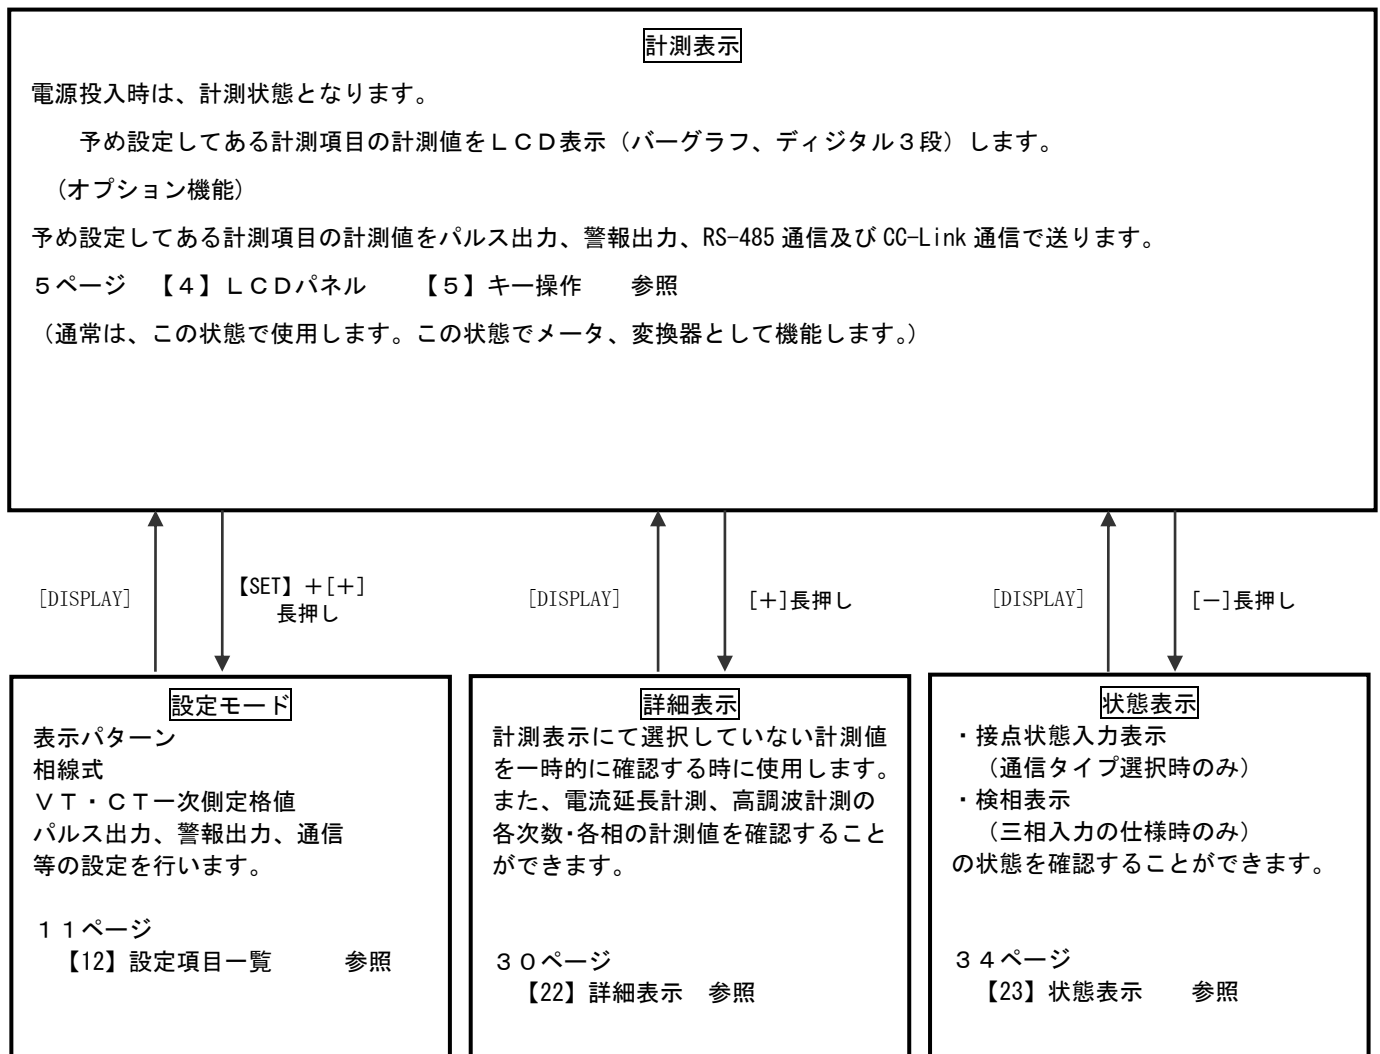 計測表示
電源投入時は、計測状態となります。
予め設定してある計測項目の計測値をＬＣＤ表示（バーグラフ、ディジタル３段）します。
(オプション機能)
予め設定してある計測項目の計測値をパルス出力、警報出力、RS-485 通信及び CC-Link 通信で送ります。
５ページ　【４】ＬＣＤパネル　　【５】キー操作　　参照
（通常は、この状態で使用します。この状態でメータ、変換器として機能します。）
[DISPLAY]
【SET】＋[＋]
長押し
[DISPLAY]
[＋]長押し
[DISPLAY]
[－]長押し
設定モード
表示パターン
相線式
ＶＴ・ＣＴ一次側定格値
パルス出力、警報出力、通信
等の設定を行います。
１１ページ
【12】設定項目一覧　　　参照
詳細表示
計測表示にて選択していない計測値
を一時的に確認する時に使用します。
また、電流延長計測、高調波計測の
各次数・各相の計測値を確認すること
ができます。
３０ページ
【22】詳細表示　参照
状態表示
・接点状態入力表示
（通信タイプ選択時のみ）
・検相表示
（三相入力の仕様時のみ）
の状態を確認することができます。
３４ページ
【23】状態表示　　参照